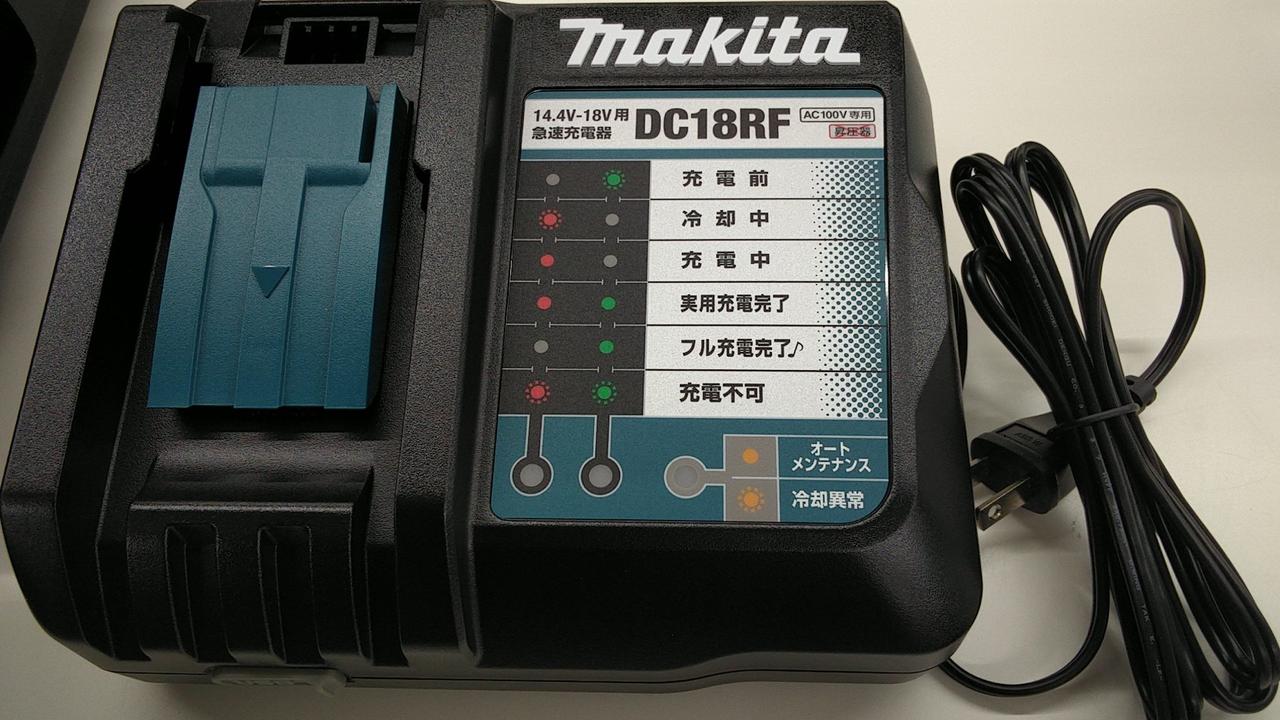 makita
14.4V-18V用
急速充電器
DC18RF
AC100V専用
昇圧器
充電前
冷却中
充電中
実用充電完了
フル充電完了♪
充電不可
オート
メンテナンス
冷却異常